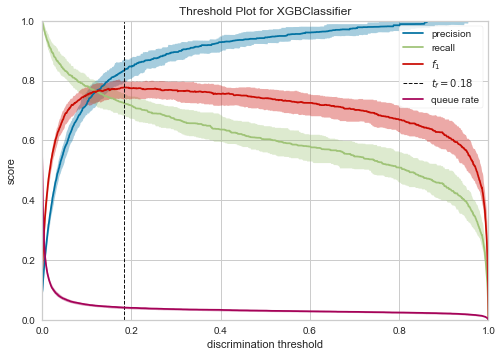 Threshold Plot for XGBClassifier
1.0
0.8
0.6
0.4
0.2
0.0
score
precision
recall
f₁
tᵣ = 0.18
queue rate
0.0 0.2 0.4 0.6 0.8 1.0
discrimination threshold